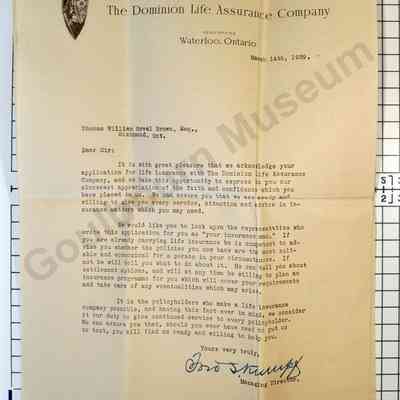 The Dominion Life Assurance Company
Waterloo, Ontario
March 14th, 1939.
Thomas William Orval Brown, Esq.,
Richmond, Ont.
Dear Sir:
It is with great pleasure that we acknowledge your
application for life insurance with The Dominion Life Assurance
Company, and we take this opportunity to express to you our
sincerest appreciation of the faith and confidence which you
have placed in us. We can assure you that we are ready and
willing to give you every service, attention and advice in in-
surance matters which you may need.
We would like you to look upon the representative who
wrote this application for you as "your insurance man." If
you are already carrying life insurance he is competent to ad-
vise you whether the policies you now have are the most suit-
able and economical for a person in your circumstances. If
not he will tell you what to do about it. He can tell you about
settlement options, and will at any time be willing to plan an
insurance programme for you which will cover your requirements
and take care of any eventualities which may arise.
It is the policyholders who make a life insurance
company possible, and having this fact ever in mind, we consider
it our duty to give continued service to every policyholder.
We can assure you that, should you ever have need to put us
to test, you will find us ready and willing to help you.
Yours very truly,
Ford S. Kumpf
Managing Director.
Goulbourn Museum
S
2